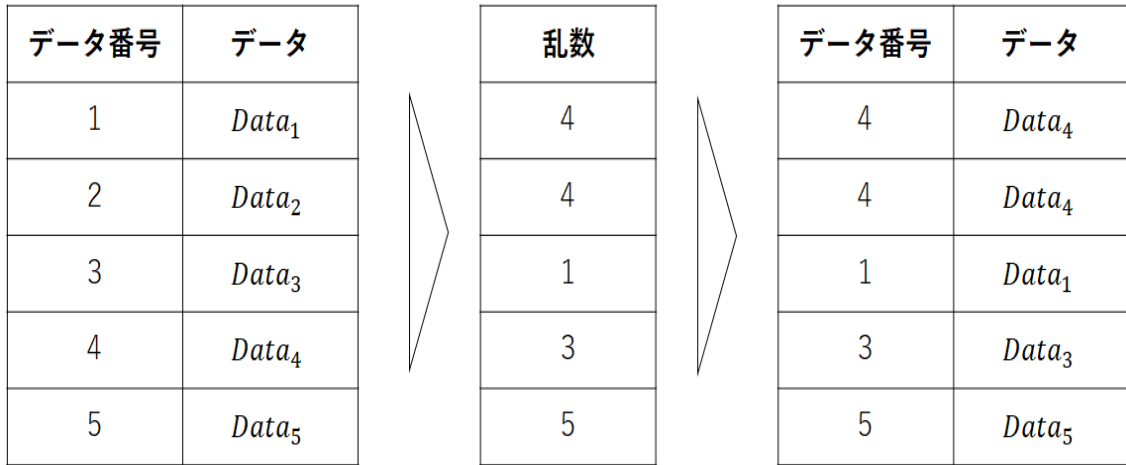 データ番号 データ 乱数 データ番号 データ
1 Data₁ 4 4 Data₄
2 Data₂ 4 4 Data₄
3 Data₃ 1 1 Data₁
4 Data₄ 3 3 Data₃
5 Data₅ 5 5 Data₅